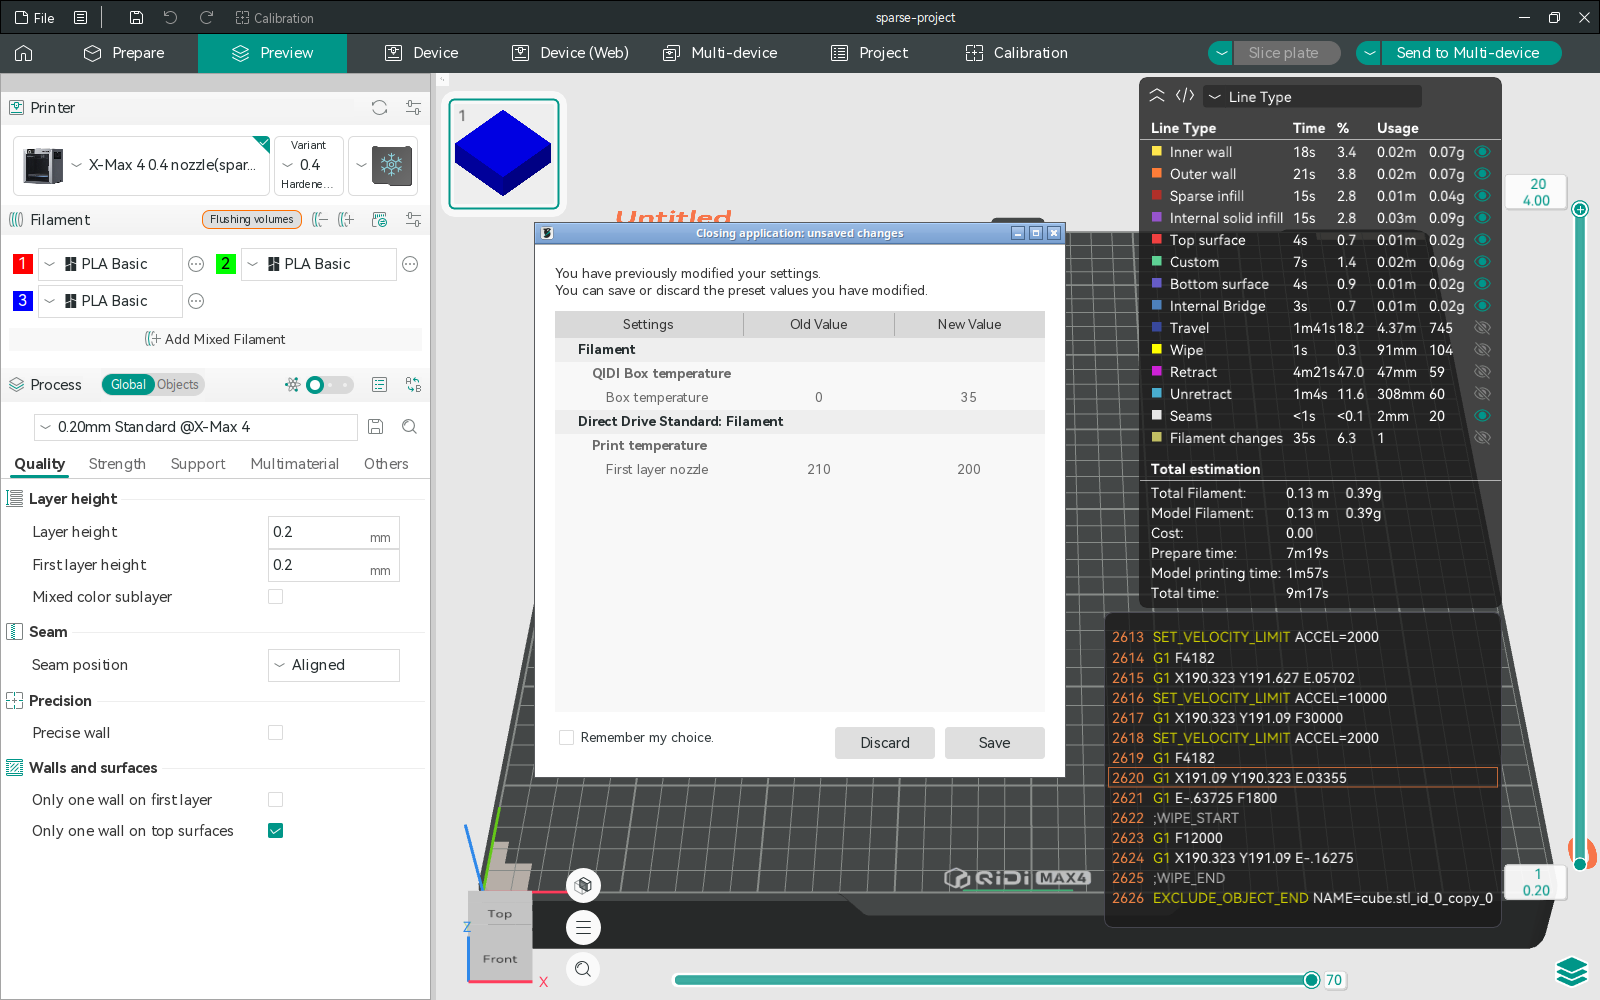 File
Calibration
sparse-project
Prepare
Preview
Device
Device (Web)
Multi-device
Project
Calibration
Slice plate
Send to Multi-device
Printer
X-Max 4 0.4 nozzle(spar...
Variant
0.4
Hardene...
Filament
Flushing volumes
1 PLA Basic
2 PLA Basic
3 PLA Basic
Add Mixed Filament
Process
Global
Objects
0.20mm Standard @X-Max 4
Quality
Strength
Support
Multimaterial
Others
Layer height
Layer height 0.2 mm
First layer height 0.2 mm
Mixed color sublayer
Seam
Seam position Aligned
Precision
Precise wall
Walls and surfaces
Only one wall on first layer
Only one wall on top surfaces
1
Untitled
Closing application: unsaved changes
You have previously modified your settings.
You can save or discard the preset values you have modified.
Settings Old Value New Value
Filament
QIDI Box temperature
Box temperature 0 35
Direct Drive Standard: Filament
Print temperature
First layer nozzle 210 200
Remember my choice.
Discard
Save
Line Type
Line Type Time % Usage
Inner wall 18s 3.4 0.02m 0.07g
Outer wall 21s 3.8 0.02m 0.07g
Sparse infill 15s 2.8 0.01m 0.04g
Internal solid infill 15s 2.8 0.03m 0.09g
Top surface 4s 0.7 0.01m 0.02g
Custom 7s 1.4 0.02m 0.06g
Bottom surface 4s 0.9 0.01m 0.02g
Internal Bridge 3s 0.7 0.01m 0.02g
Travel 1m41s 18.2 4.37m 745
Wipe 1s 0.3 91mm 104
Retract 4m21s 47.0 47mm 59
Unretract 1m4s 11.6 308mm 60
Seams <1s <0.1 2mm 20
Filament changes 35s 6.3 1
Total estimation
Total Filament: 0.13 m 0.39g
Model Filament: 0.13 m 0.39g
Cost: 0.00
Prepare time: 7m19s
Model printing time: 1m57s
Total time: 9m17s
2613 SET_VELOCITY_LIMIT ACCEL=2000
2614 G1 F4182
2615 G1 X190.323 Y191.627 E.05702
2616 SET_VELOCITY_LIMIT ACCEL=10000
2617 G1 X190.323 Y191.09 F30000
2618 SET_VELOCITY_LIMIT ACCEL=2000
2619 G1 F4182
2620 G1 X191.09 Y190.323 E.03355
2621 G1 E-.63725 F1800
2622 ;WIPE_START
2623 G1 F12000
2624 G1 X190.323 Y191.09 E-.16275
2625 ;WIPE_END
2626 EXCLUDE_OBJECT_END NAME=cube.stl_id_0_copy_0
20
4.00
1
0.20
QIDI MAX4
Top
Front
Z
X
70